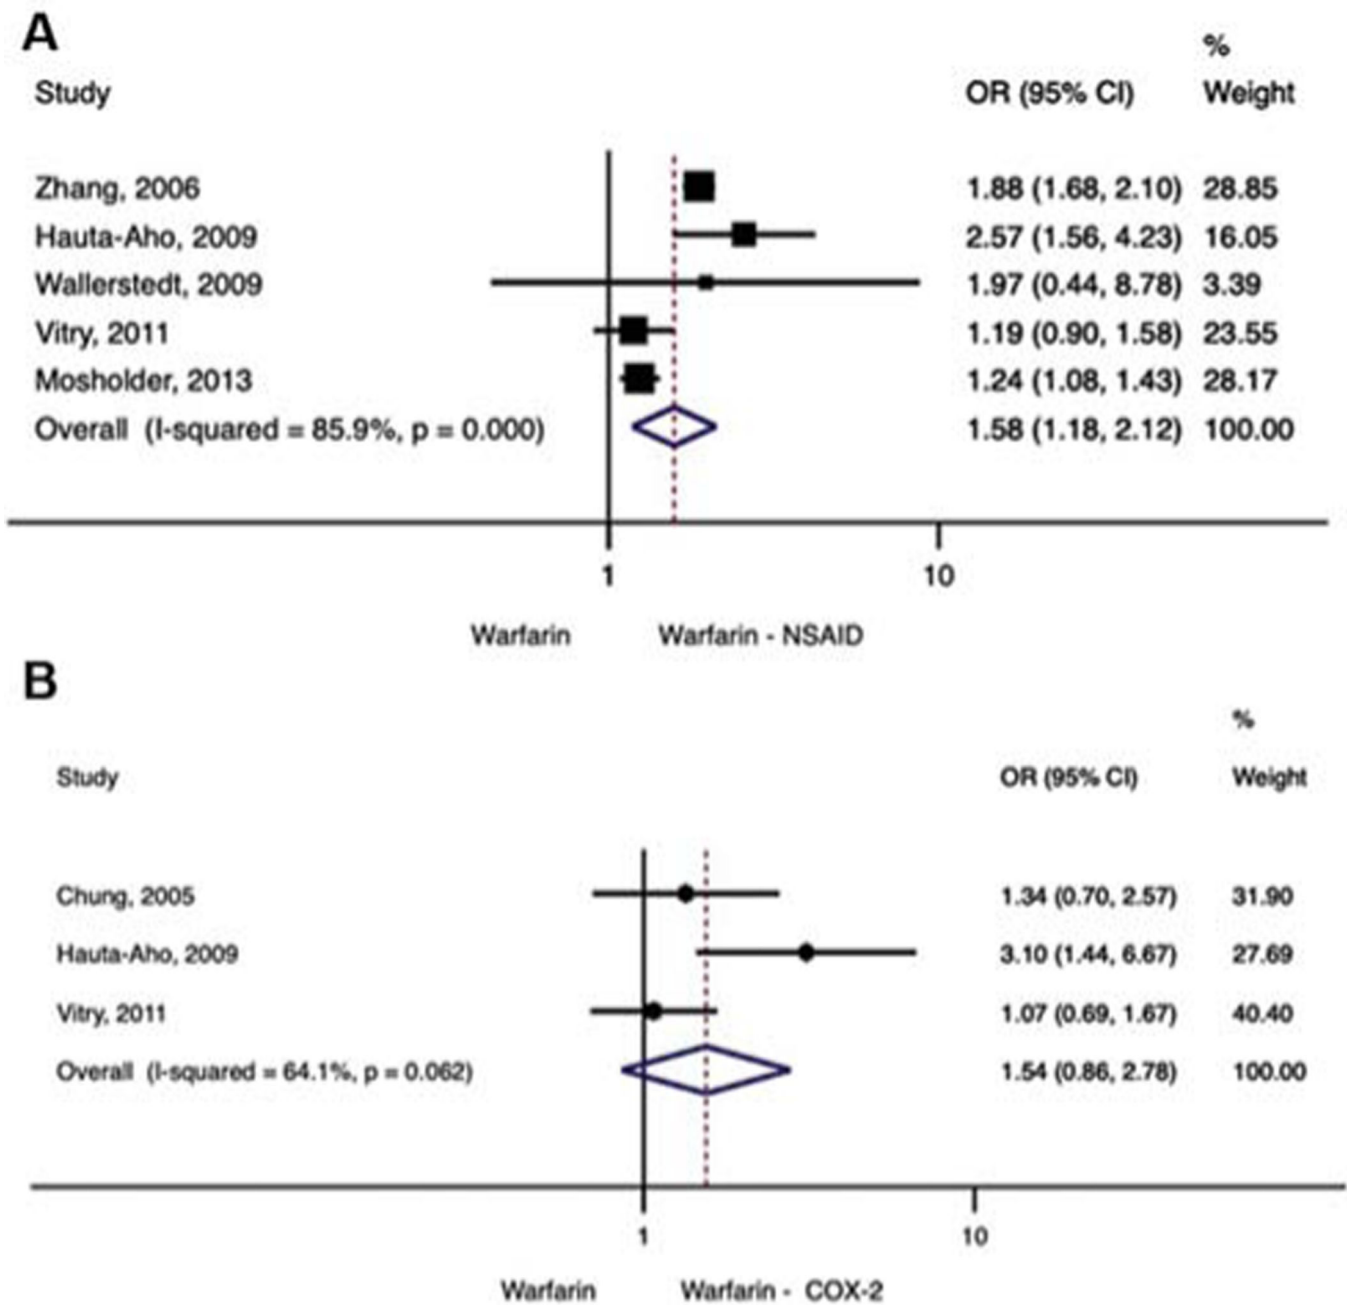 A
%
Study OR (95% CI) Weight
Zhang, 2006 1.88 (1.68, 2.10) 28.85
Hauta-Aho, 2009 2.57 (1.56, 4.23) 16.05
Wallerstedt, 2009 1.97 (0.44, 8.78) 3.39
Vitry, 2011 1.19 (0.90, 1.58) 23.55
Mosholder, 2013 1.24 (1.08, 1.43) 28.17
Overall (I-squared = 85.9%, p = 0.000) 1.58 (1.18, 2.12) 100.00
1 10
Warfarin Warfarin - NSAID
B
%
Study OR (95% CI) Weight
Chung, 2005 1.34 (0.70, 2.57) 31.90
Hauta-Aho, 2009 3.10 (1.44, 6.67) 27.69
Vitry, 2011 1.07 (0.69, 1.67) 40.40
Overall (I-squared = 64.1%, p = 0.062) 1.54 (0.86, 2.78) 100.00
1 10
Warfarin Warfarin - COX-2